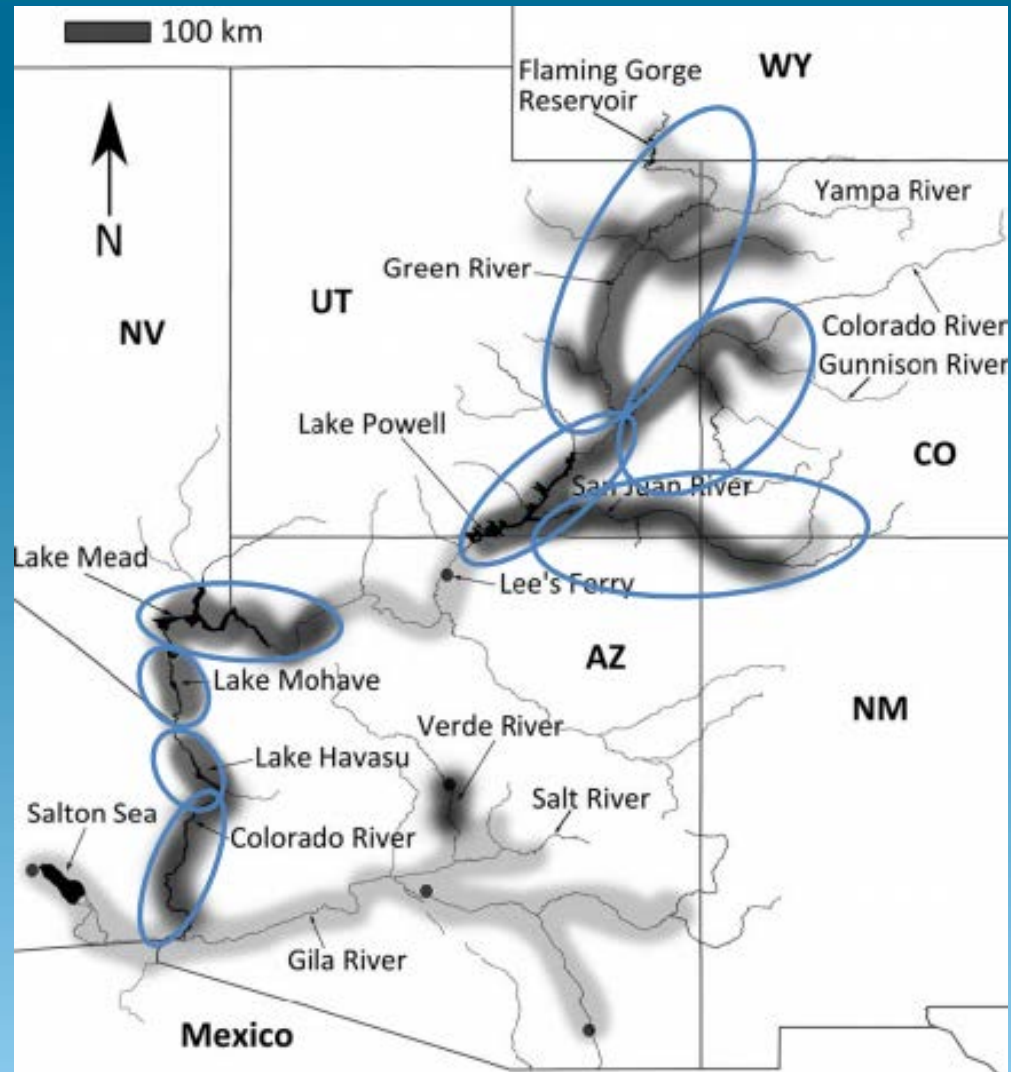 100 km
WY
Flaming Gorge
Reservoir
Yampa River
N
Green River
UT
NV
Colorado River
Gunnison River
Lake Powell
CO
San Juan River
Lake Mead
Lee's Ferry
AZ
Lake Mohave
NM
Verde River
Lake Havasu
Salt River
Salton Sea
Colorado River
Gila River
Mexico